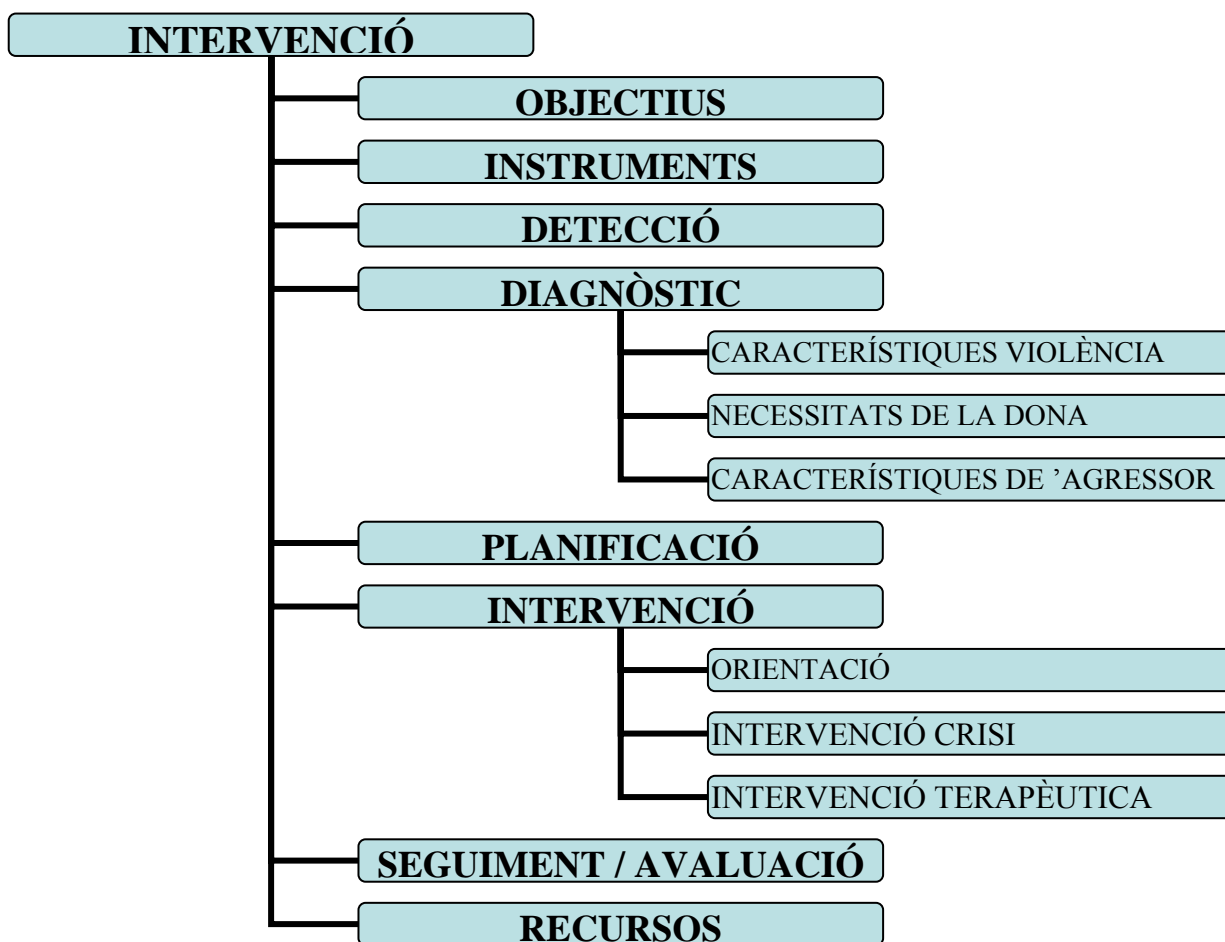 INTERVENCIÓ
OBJECTIUS
INSTRUMENTS
DETECCIÓ
DIAGNÒSTIC
CARACTERÍSTIQUES VIOLÈNCIA
NECESSITATS DE LA DONA
CARACTERÍSTIQUES DE ’AGRESSOR
PLANIFICACIÓ
INTERVENCIÓ
ORIENTACIÓ
INTERVENCIÓ CRISI
INTERVENCIÓ TERAPÈUTICA
SEGUIMENT / AVALUACIÓ
RECURSOS